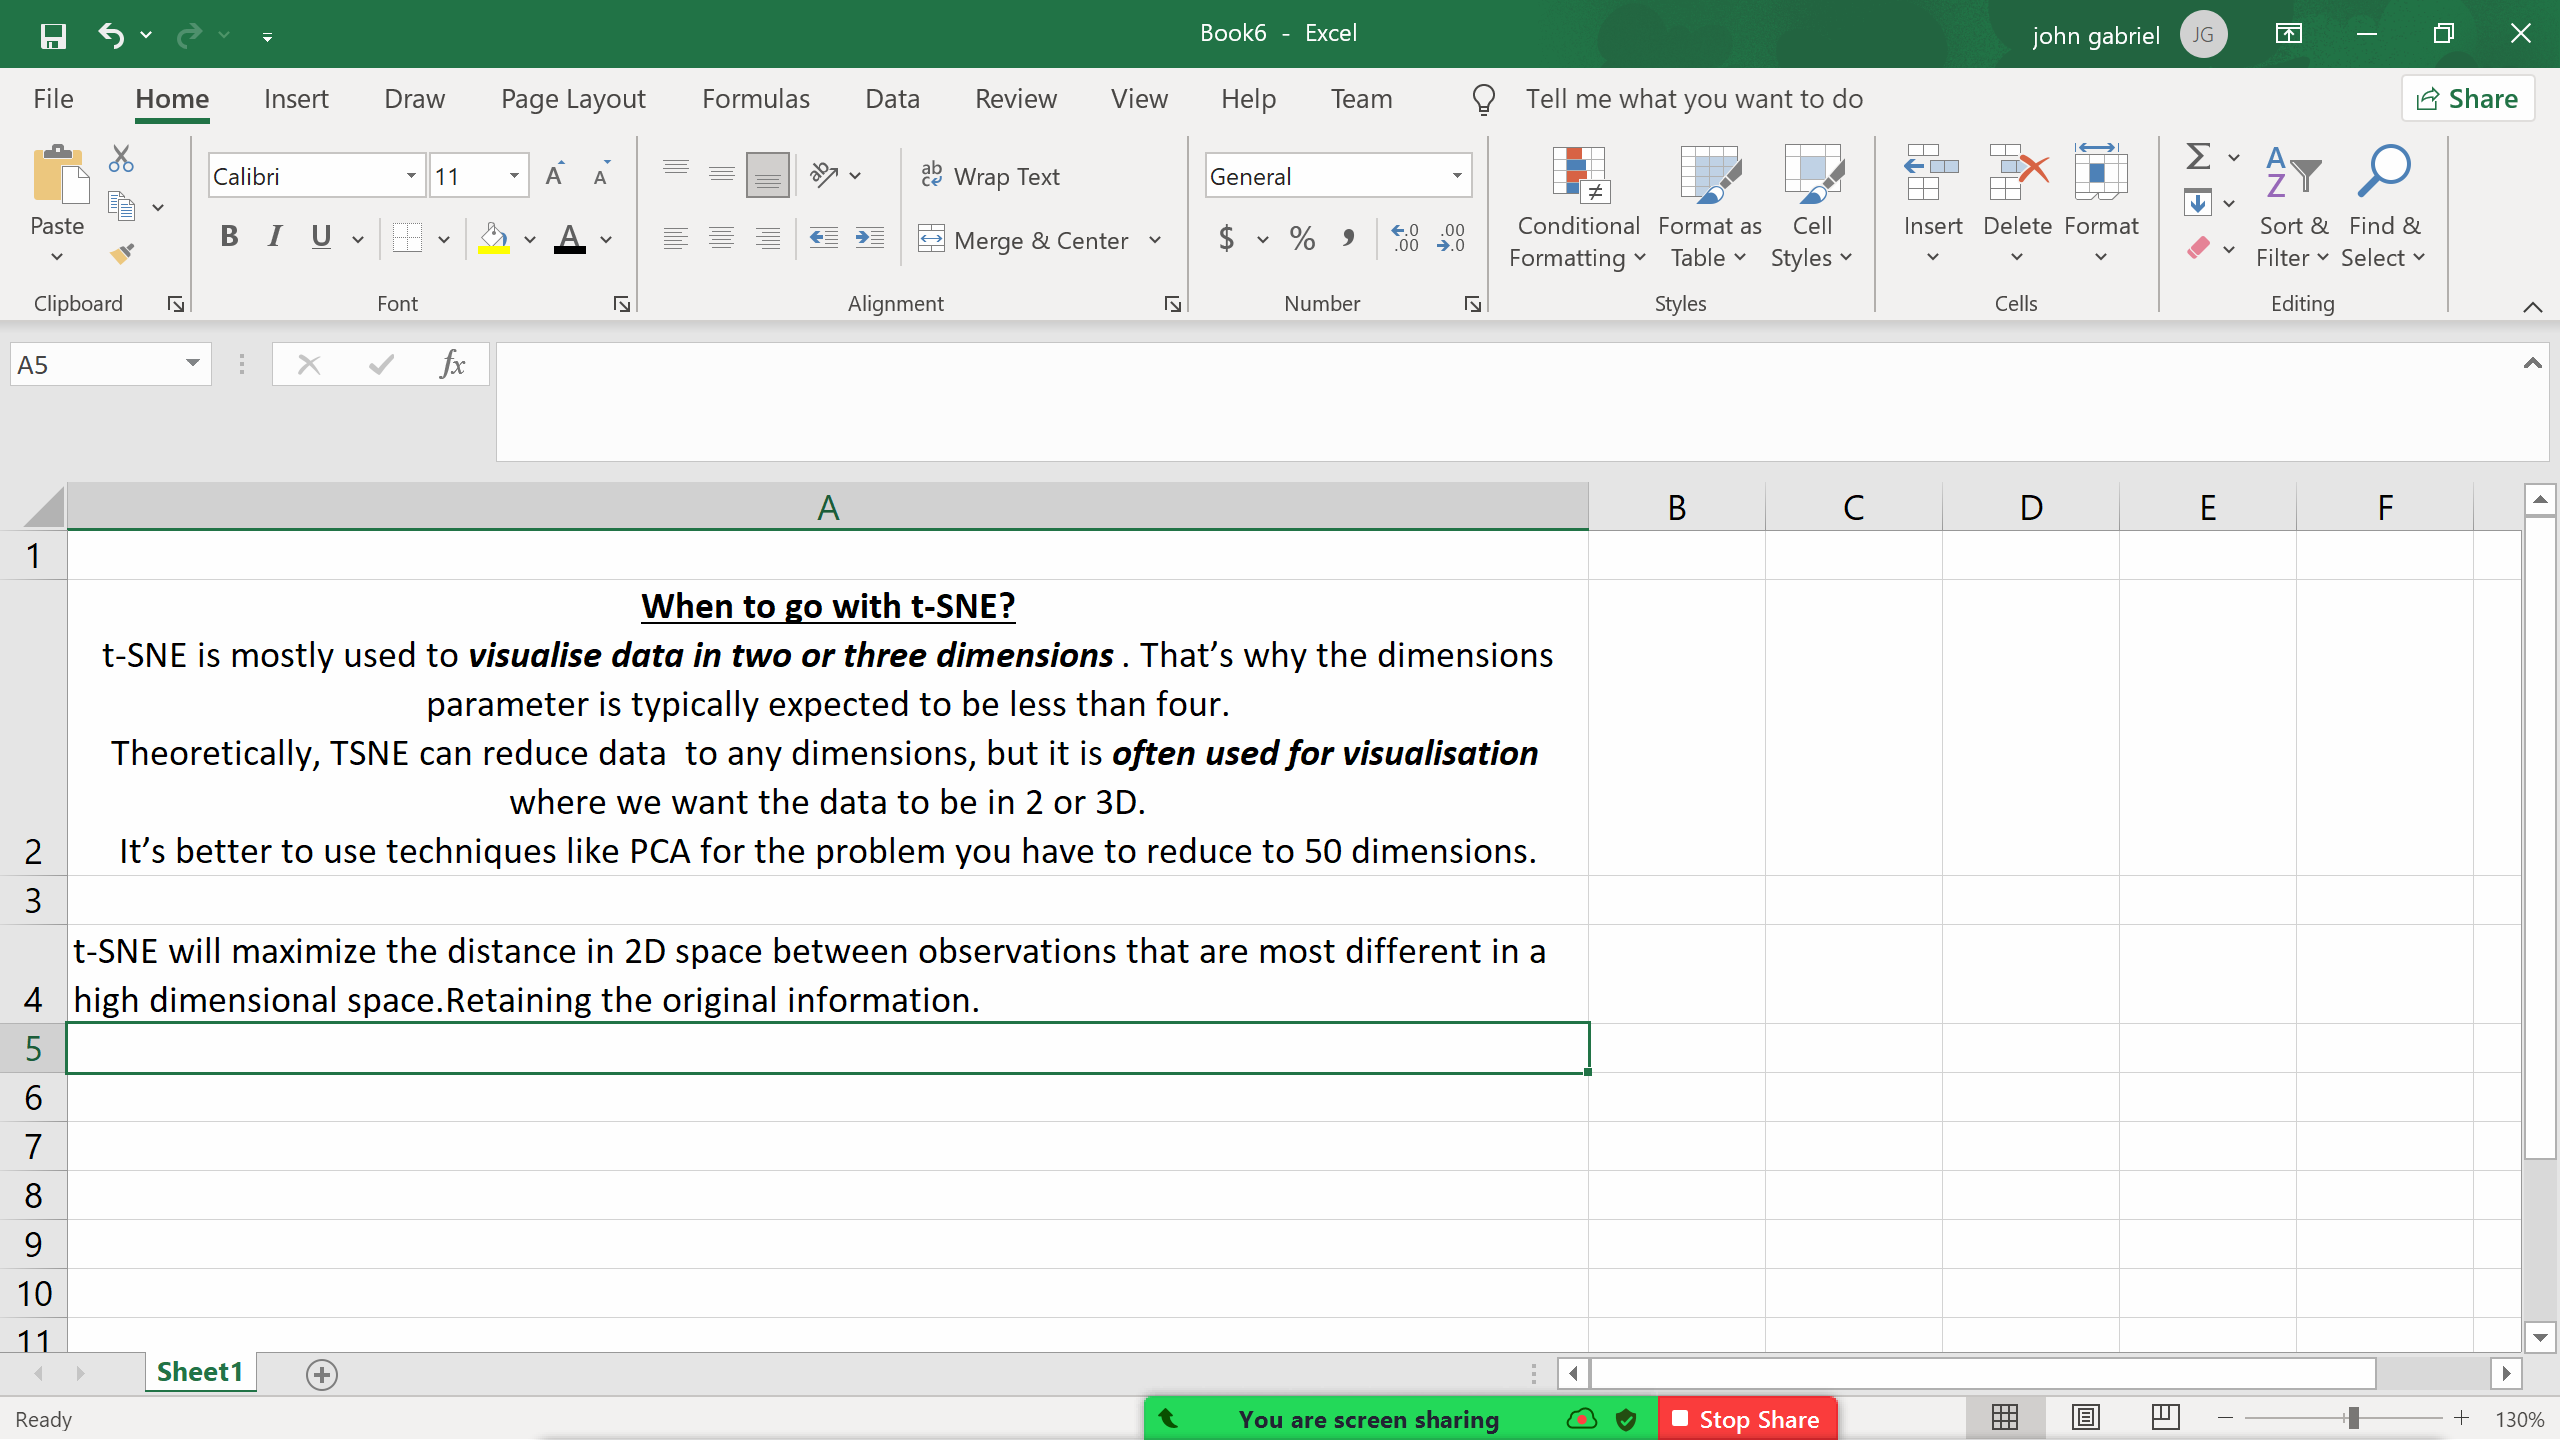 Book6 - Excel
john gabriel
JG
File Home Insert Draw Page Layout Formulas Data Review View Help Team Tell me what you want to do Share
Paste
Clipboard
Calibri 11
B I U
Font
Wrap Text
Merge & Center
Alignment
General
$ % ,
Number
Conditional Formatting
Format as Table
Cell Styles
Styles
Insert Delete Format
Cells
Sort & Filter
Find & Select
Editing
A5
fx
A B C D E F
1
When to go with t-SNE?
t-SNE is mostly used to visualise data in two or three dimensions . That’s why the dimensions
parameter is typically expected to be less than four.
Theoretically, TSNE can reduce data  to any dimensions, but it is often used for visualisation
where we want the data to be in 2 or 3D.
2 It’s better to use techniques like PCA for the problem you have to reduce to 50 dimensions.
3
t-SNE will maximize the distance in 2D space between observations that are most different in a
4 high dimensional space.Retaining the original information.
5
6
7
8
9
10
11
Sheet1
Ready
You are screen sharing
Stop Share
130%